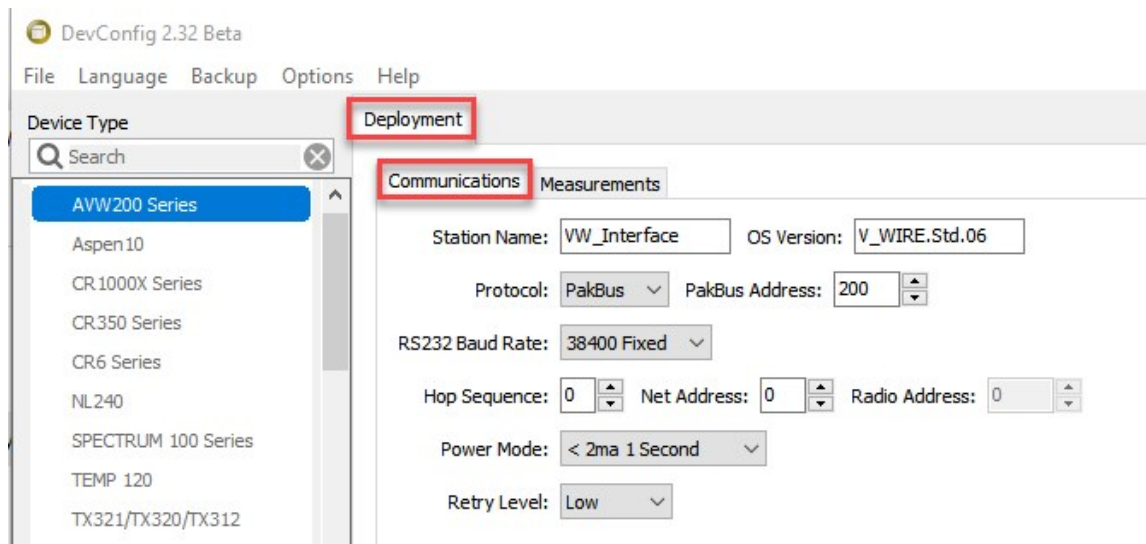 DevConfig 2.32 Beta
File Language Backup Options Help
Device Type
Search
AVW200 Series
Aspen10
CR1000X Series
CR350 Series
CR6 Series
NL240
SPECTRUM 100 Series
TEMP 120
TX321/TX320/TX312
Deployment
Communications Measurements
Station Name: VW_Interface OS Version: V_WIRE.Std.06
Protocol: PakBus PakBus Address: 200
RS232 Baud Rate: 38400 Fixed
Hop Sequence: 0 Net Address: 0 Radio Address: 0
Power Mode: < 2ma 1 Second
Retry Level: Low